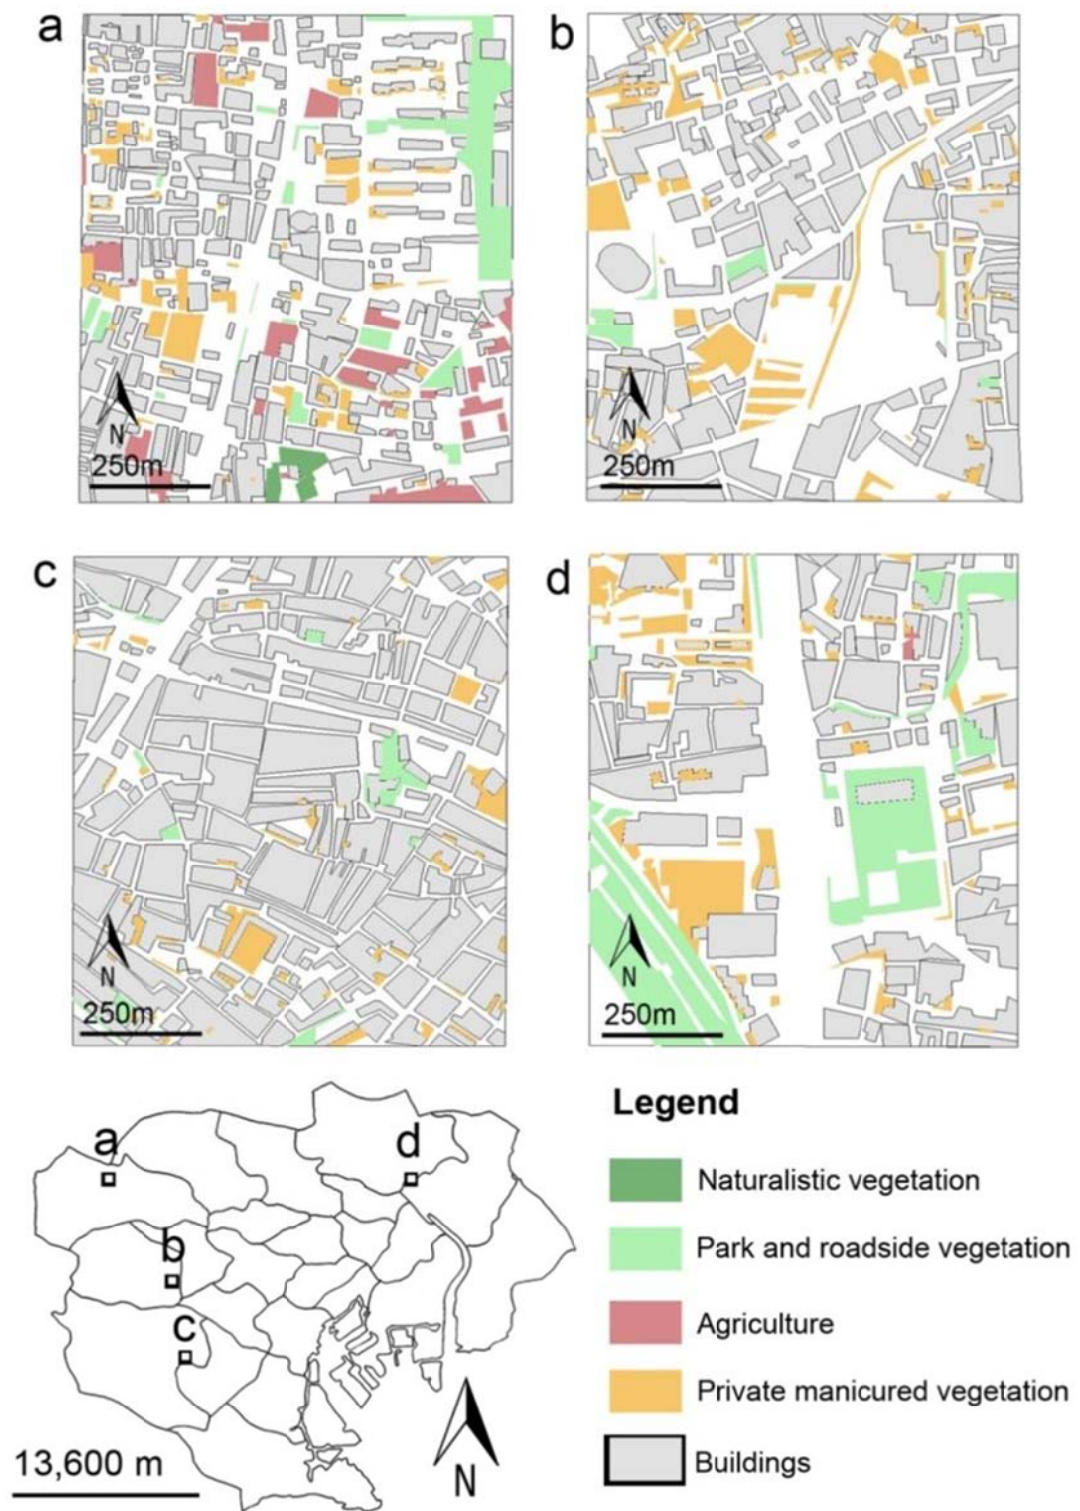 a
N
250m
b
N
250m
c
N
250m
d
N
250m
a
d
b
c
N
13,600 m
Legend
Naturalistic vegetation
Park and roadside vegetation
Agriculture
Private manicured vegetation
Buildings